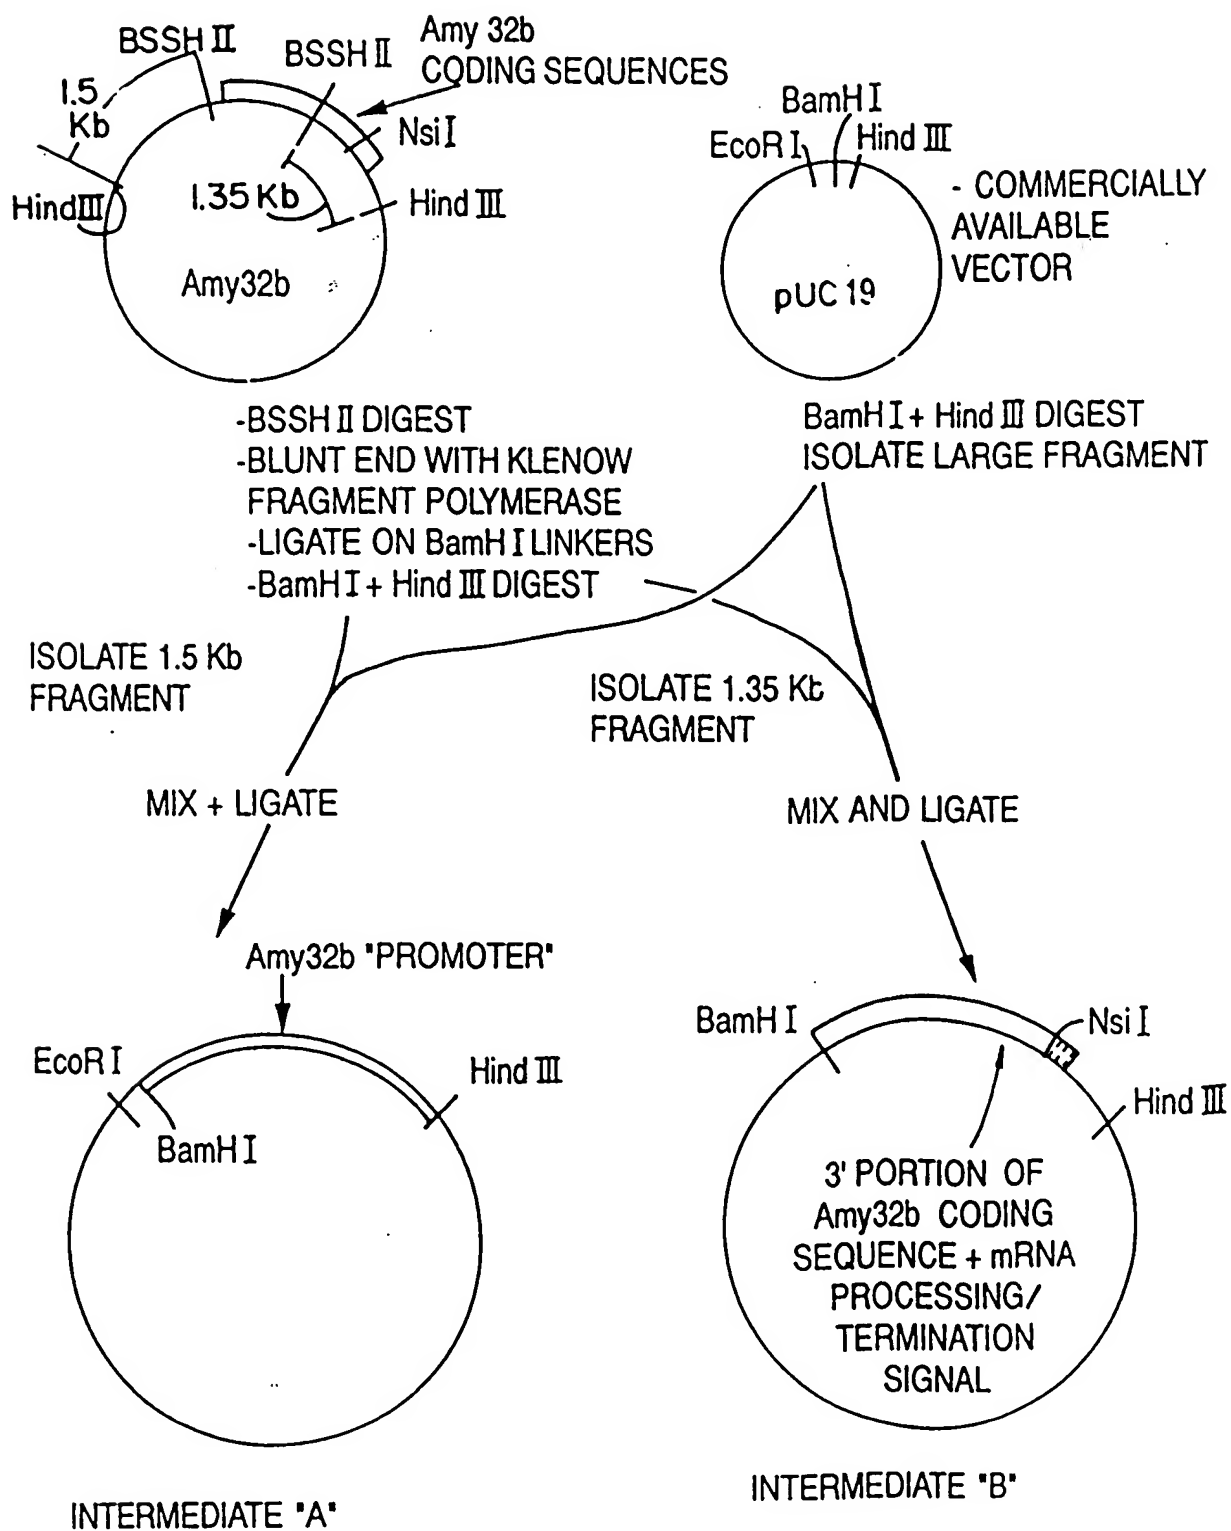 BSSH II
BSSH II
Amy 32b
CODING SEQUENCES
1.5
Kb
Nsi I
Hind III
1.35 Kb
Hind III
Amy32b
BamH I
EcoR I
Hind III
- COMMERCIALLY
AVAILABLE
VECTOR
pUC 19
-BSSH II DIGEST
-BLUNT END WITH KLENOW
FRAGMENT POLYMERASE
-LIGATE ON BamH I LINKERS
-BamH I + Hind III DIGEST
BamH I + Hind III DIGEST
ISOLATE LARGE FRAGMENT
ISOLATE 1.5 Kb
FRAGMENT
ISOLATE 1.35 Kb
FRAGMENT
MIX + LIGATE
MIX AND LIGATE
Amy32b "PROMOTER"
EcoR I
Hind III
BamH I
BamH I
Nsi I
Hind III
3' PORTION OF
Amy32b CODING
SEQUENCE + mRNA
PROCESSING/
TERMINATION
SIGNAL
INTERMEDIATE "A"
INTERMEDIATE "B"